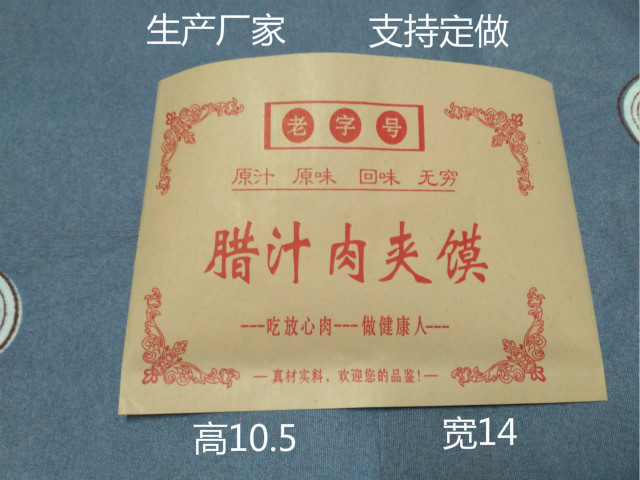 生产厂家 支持定做
老字号
原汁 原味 回味 无穷
腊汁肉夹馍
---吃放心肉---做健康人---
—真材实料，欢迎您的品鉴！—
高10.5 宽14